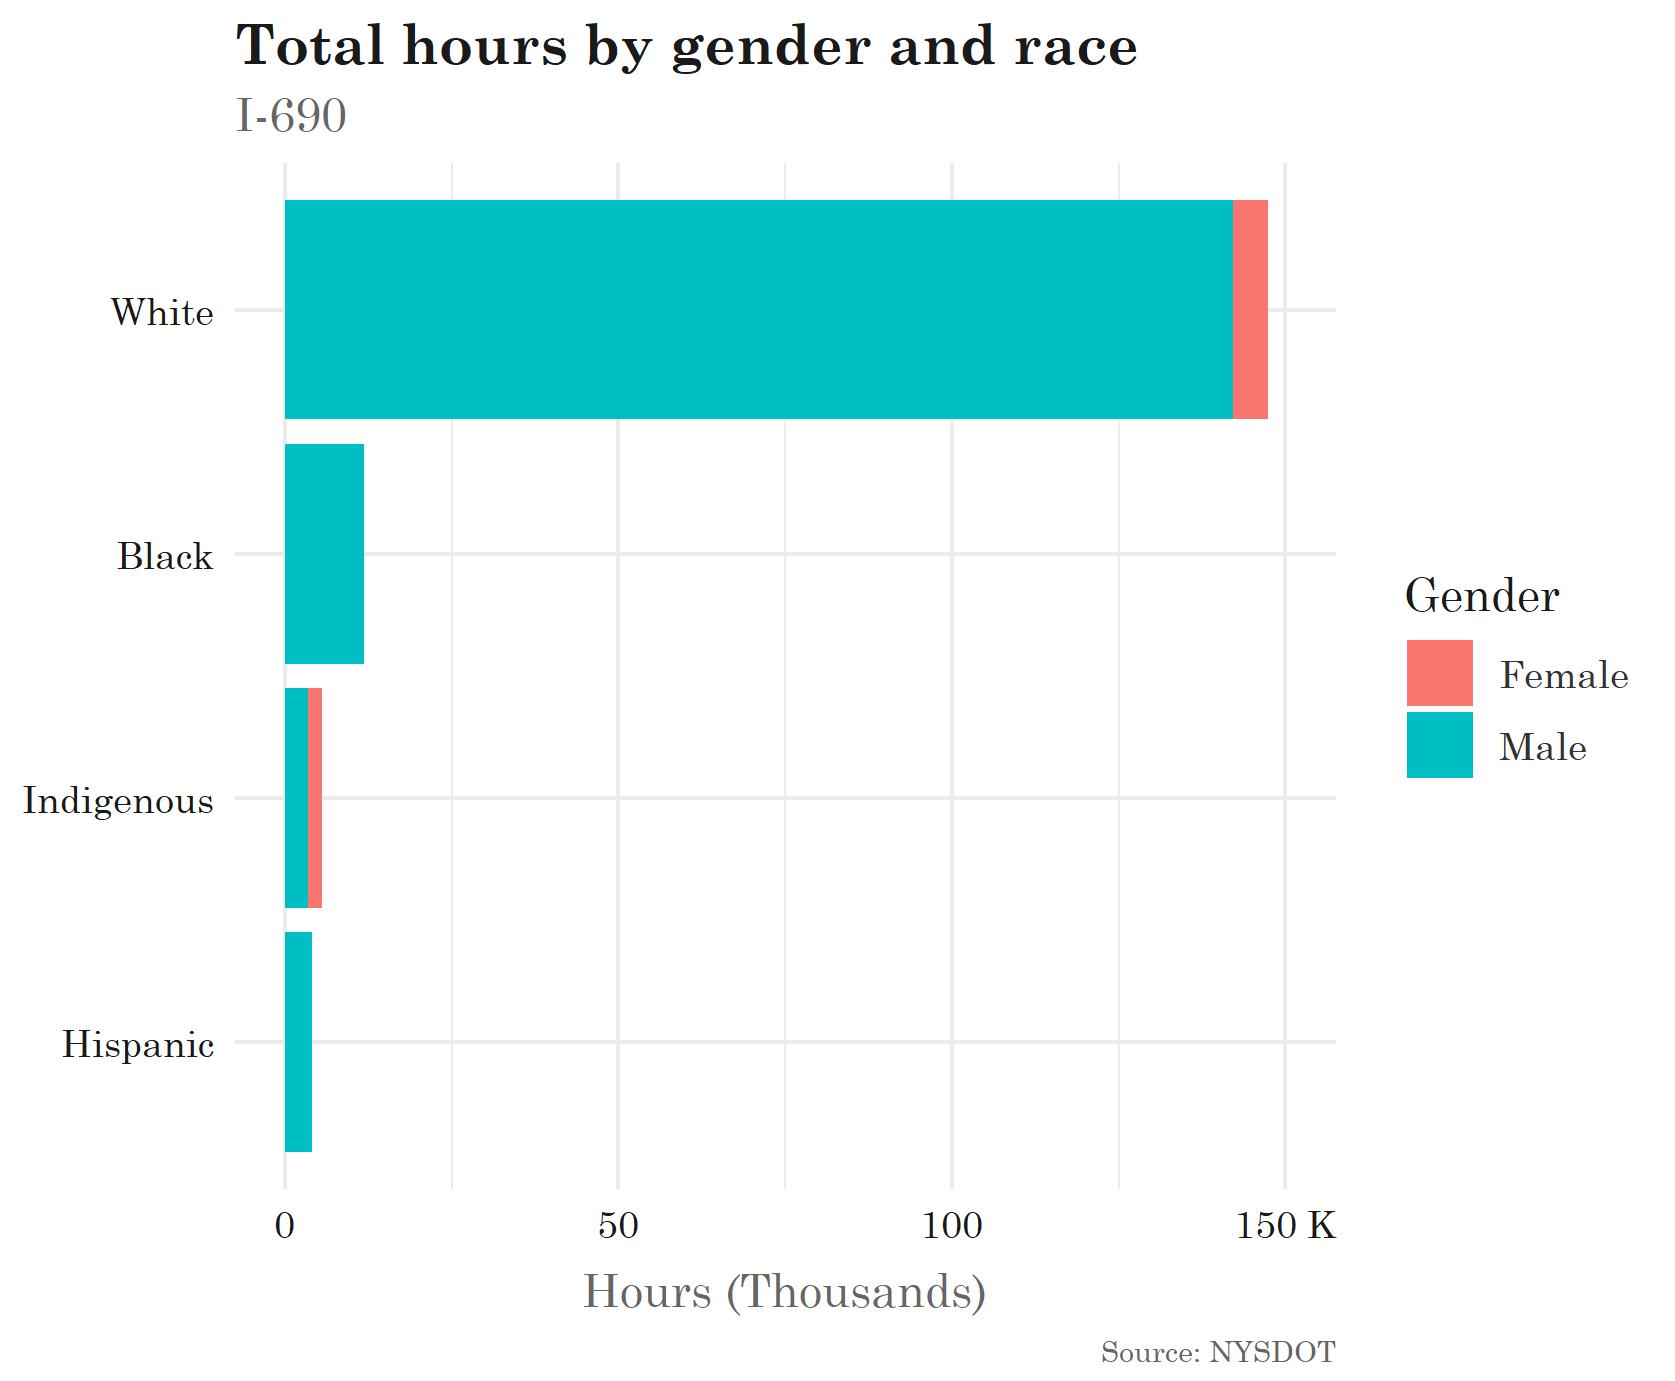 Total hours by gender and race
I-690
White
Black
Indigenous
Hispanic
0 50 100 150 K
Hours (Thousands)
Gender
Female
Male
Source: NYSDOT